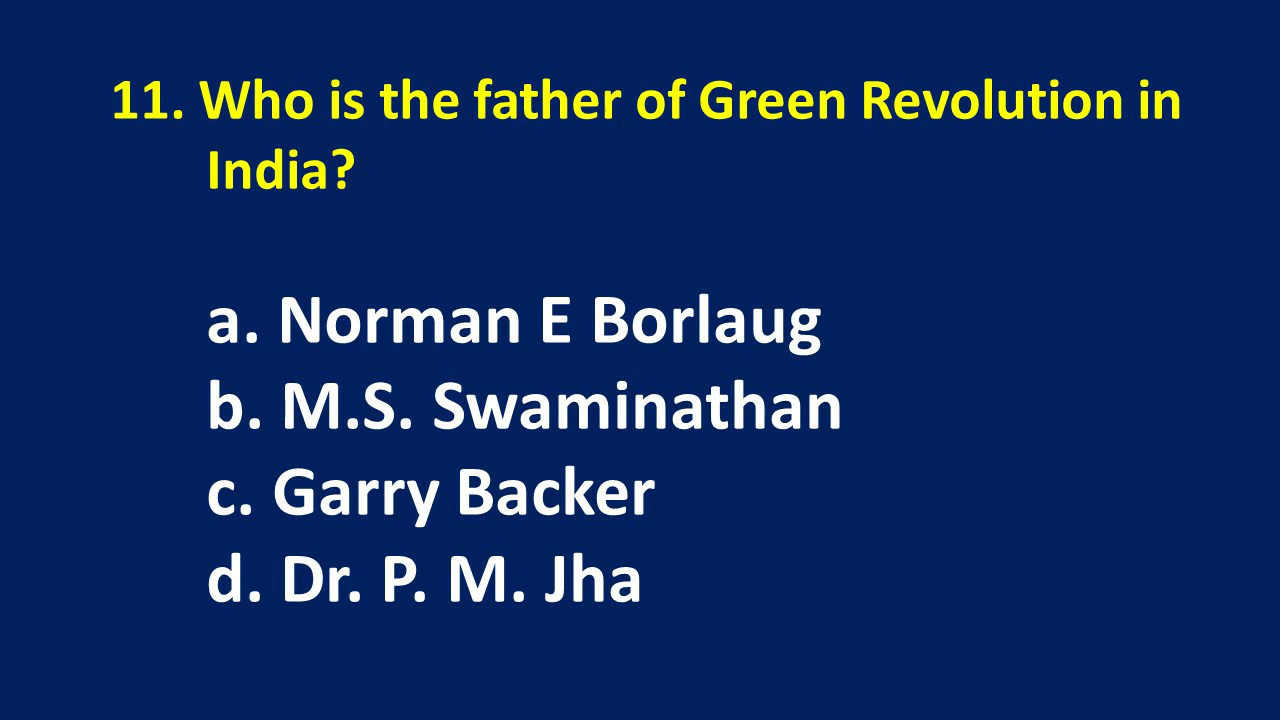 11. Who is the father of Green Revolution in
India?
a. Norman E Borlaug
b. M.S. Swaminathan
c. Garry Backer
d. Dr. P. M. Jha